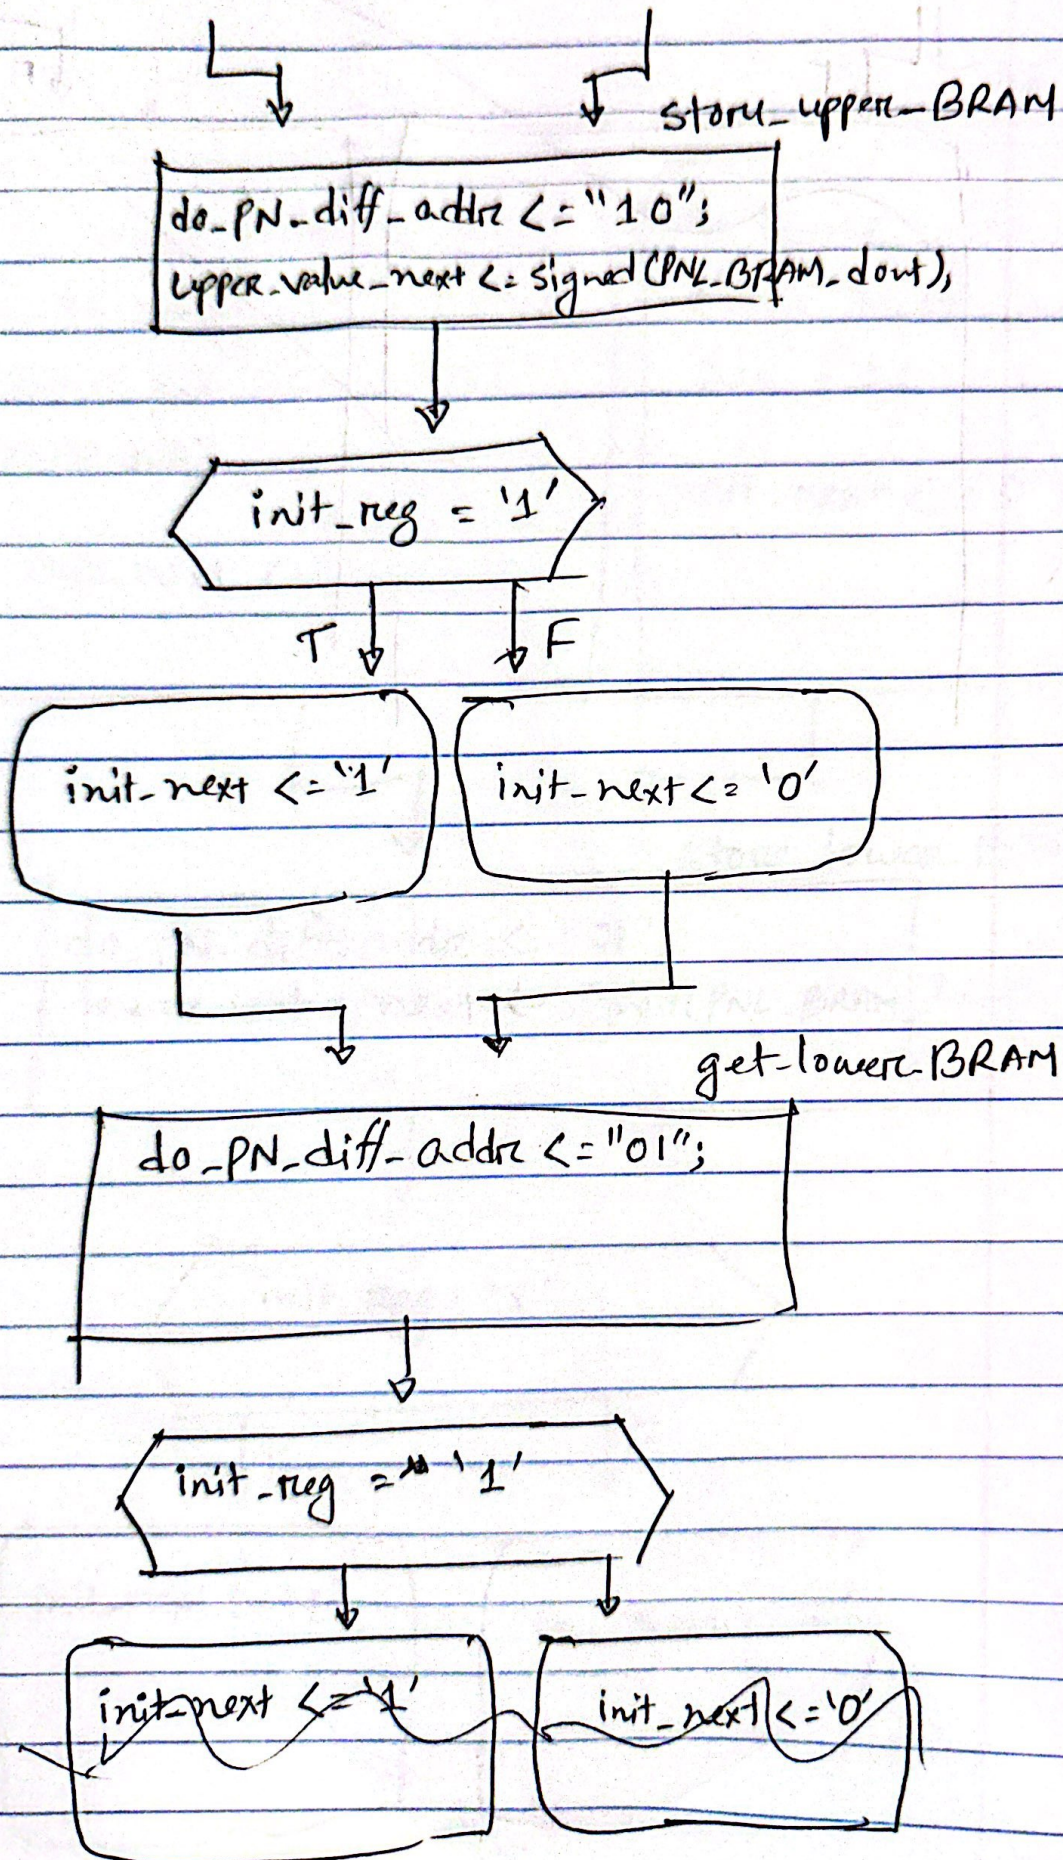 store_upper_BRAM
do_PN_diff_addr <= "10";
upper_value_next <= signed(PNL_BRAM_dout),
init_reg = '1'
T F
init_next <= '1' init_next <= '0'
get_lower_BRAM
do_PN_diff_addr <= "01";
init_reg = '1'
init_next <= '1' init_next <= '0'